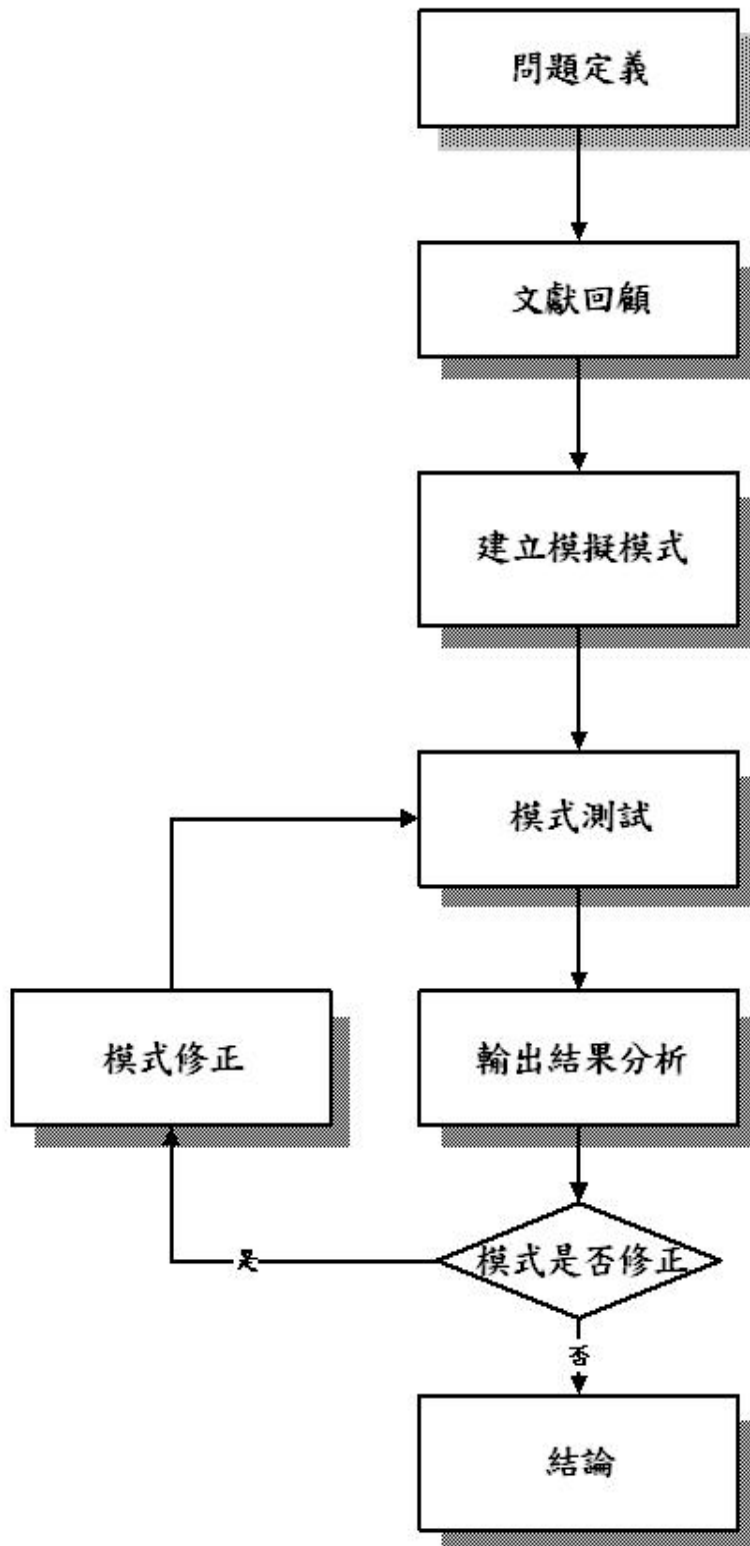 問題定義
文獻回顧
建立模擬模式
模式測試
模式修正
輸出結果分析
模式是否修正
是
否
結論